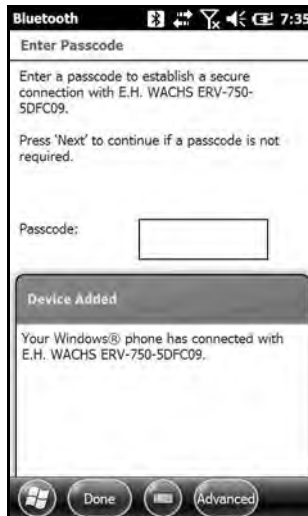 Bluetooth 7:35
Enter Passcode
Enter a passcode to establish a secure
connection with E.H. WACHS ERV-750-
5DFC09.
Press 'Next' to continue if a passcode is not
required.
Passcode:
Device Added
Your Windows® phone has connected with
E.H. WACHS ERV-750-5DFC09.
Done Advanced